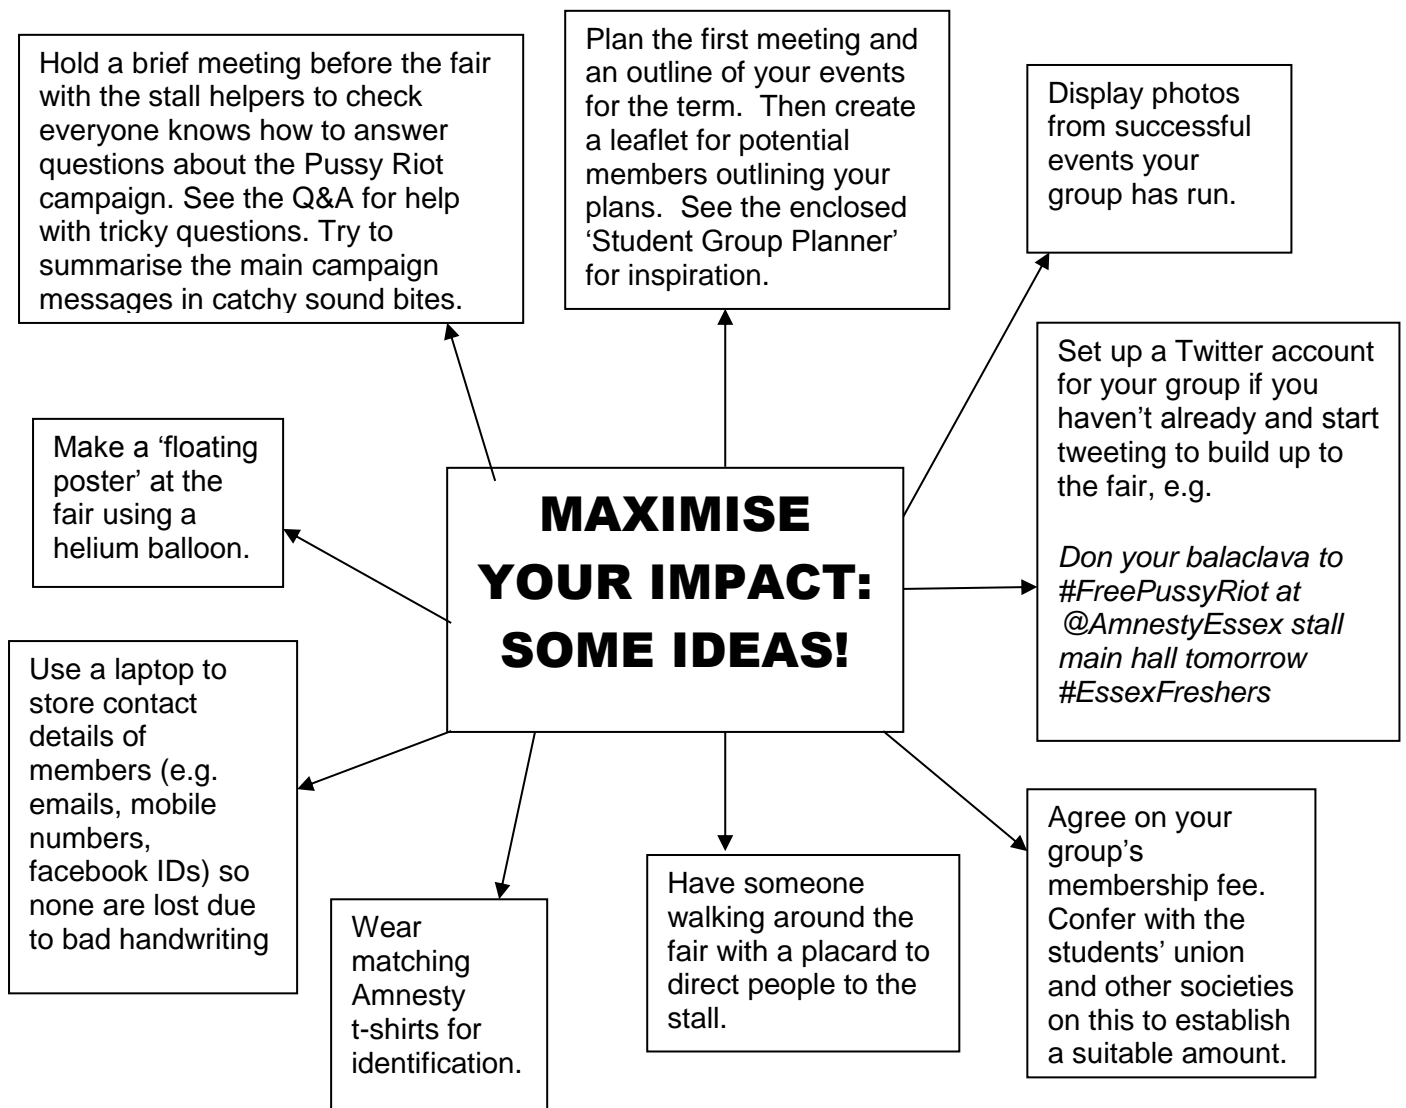 Hold a brief meeting before the fair
with the stall helpers to check
everyone knows how to answer
questions about the Pussy Riot
campaign. See the Q&A for help
with tricky questions. Try to
summarise the main campaign
messages in catchy sound bites.
Plan the first meeting and
an outline of your events
for the term.  Then create
a leaflet for potential
members outlining your
plans.  See the enclosed
‘Student Group Planner’
for inspiration.
Display photos
from successful
events your
group has run.
Set up a Twitter account
for your group if you
haven’t already and start
tweeting to build up to
the fair, e.g.
Don your balaclava to
#FreePussyRiot at
@AmnestyEssex stall
main hall tomorrow
#EssexFreshers
Make a ‘floating
poster’ at the
fair using a
helium balloon.
MAXIMISE
YOUR IMPACT:
SOME IDEAS!
Use a laptop to
store contact
details of
members (e.g.
emails, mobile
numbers,
facebook IDs) so
none are lost due
to bad handwriting
Wear
matching
Amnesty
t-shirts for
identification.
Have someone
walking around the
fair with a placard to
direct people to the
stall.
Agree on your
group’s
membership fee.
Confer with the
students’ union
and other societies
on this to establish
a suitable amount.